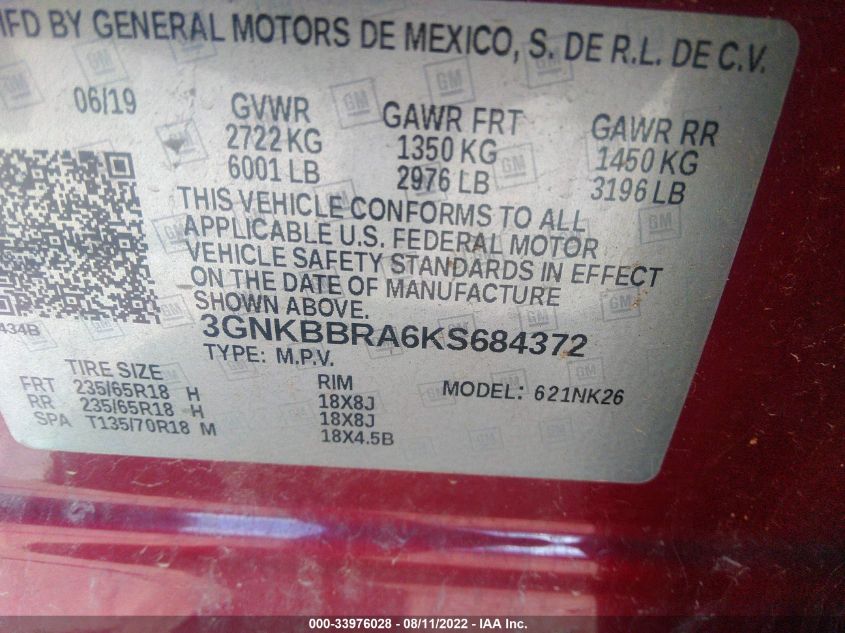 MFD BY GENERAL MOTORS DE MEXICO, S. DE R.L. DE C.V.
06/19 GVWR GAWR FRT GAWR RR
2722 KG 1350 KG 1450 KG
6001 LB 2976 LB 3196 LB
THIS VEHICLE CONFORMS TO ALL
APPLICABLE U.S. FEDERAL MOTOR
VEHICLE SAFETY STANDARDS IN EFFECT
ON THE DATE OF MANUFACTURE
SHOWN ABOVE.
434B
3GNKBBRA6KS684372
TYPE: M.P.V.
TIRE SIZE RIM MODEL: 621NK26
FRT 235/65R18 H 18X8J
RR 235/65R18 H 18X8J
SPA T135/70R18 M 18X4.5B
000-33976028 - 08/11/2022 - IAA Inc.